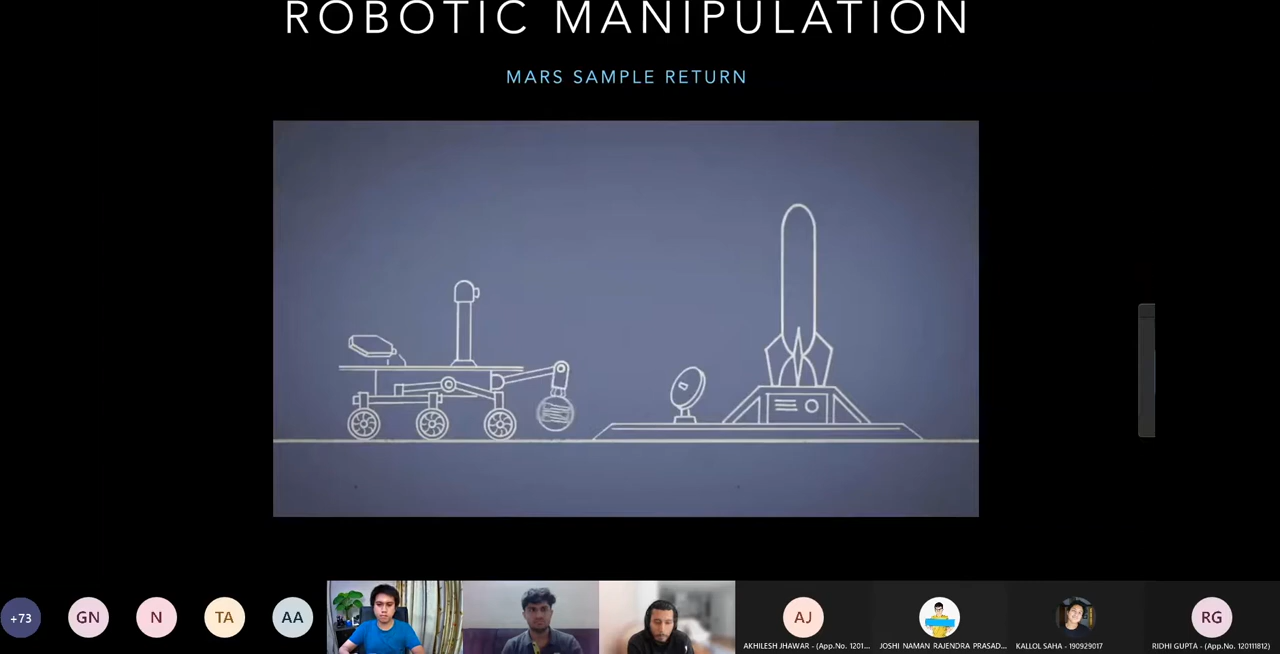 ROBOTIC MANIPULATION
MARS SAMPLE RETURN
+73
GN
N
TA
AA
AJ
RG
AKHILESH JHAWAR - (App.No. 1201...
JOSHI NAMAN RAJENDRA PRASAD...
KALLOL SAHA - 190929017
RIDHI GUPTA - (App.No. 120111812)